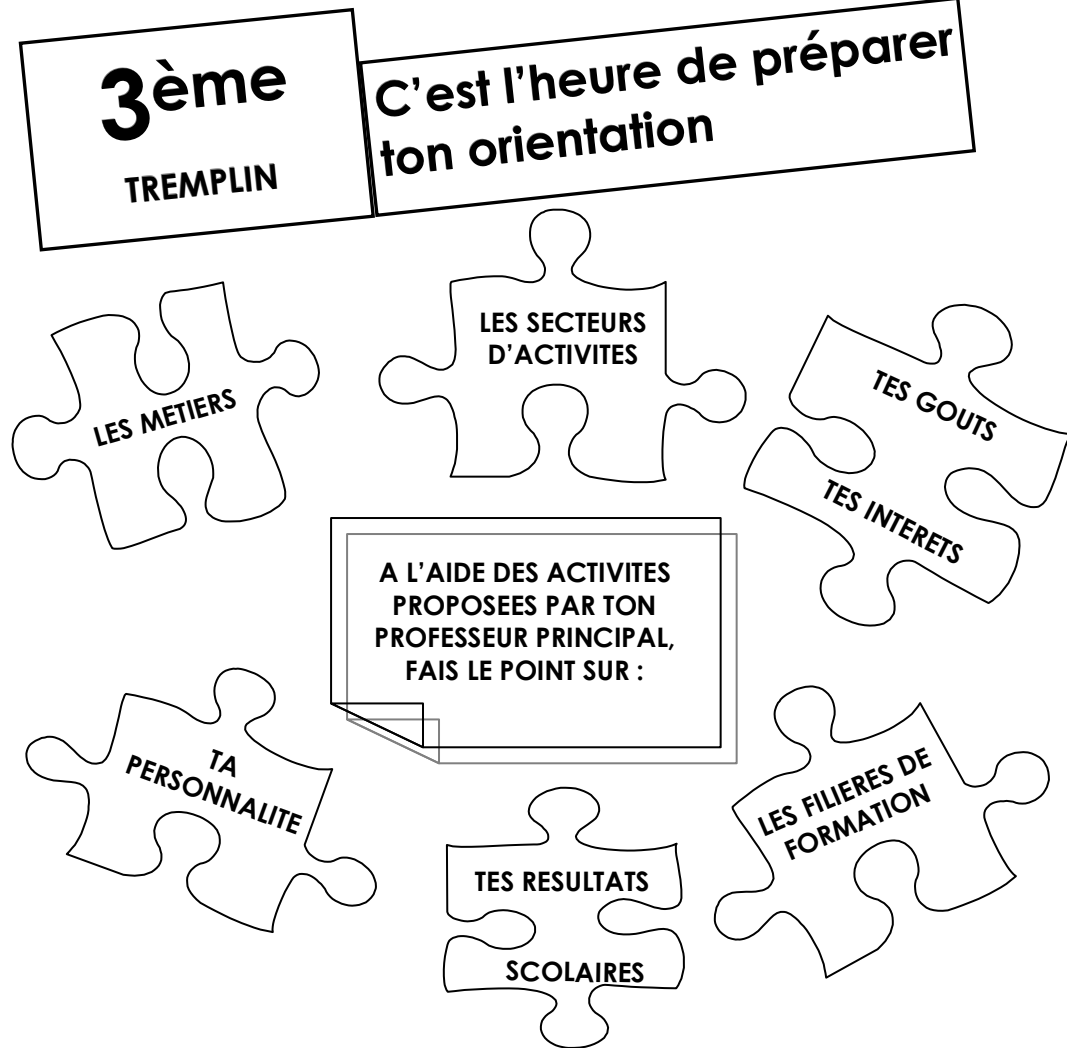 3ème
TREMPLIN
C'est l'heure de préparer
ton orientation
LES METIERS
LES SECTEURS
D'ACTIVITES
TES GOUTS
TES INTERETS
A L'AIDE DES ACTIVITES
PROPOSEES PAR TON
PROFESSEUR PRINCIPAL,
FAIS LE POINT SUR :
TA
PERSONNALITE
TES RESULTATS
SCOLAIRES
LES FILIERES DE
FORMATION